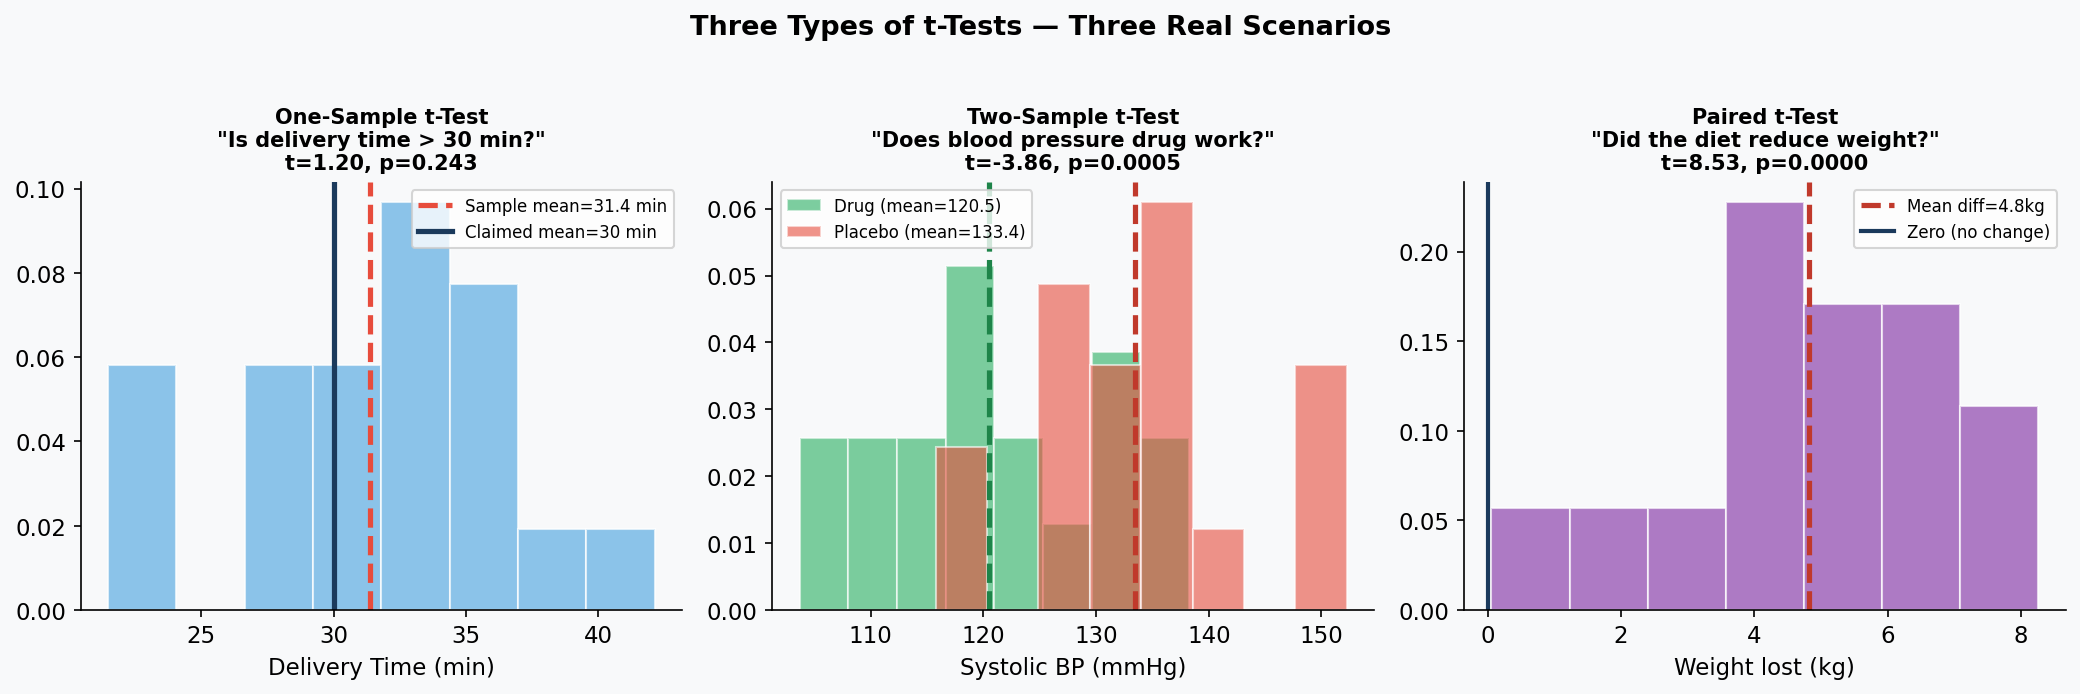 Three Types of t-Tests — Three Real Scenarios
One-Sample t-Test
"Is delivery time > 30 min?"
t=1.20, p=0.243
Sample mean=31.4 min
Claimed mean=30 min
0.10
0.08
0.06
0.04
0.02
0.00
25 30 35 40
Delivery Time (min)
Two-Sample t-Test
"Does blood pressure drug work?"
t=-3.86, p=0.0005
Drug (mean=120.5)
Placebo (mean=133.4)
0.06
0.05
0.04
0.03
0.02
0.01
0.00
110 120 130 140 150
Systolic BP (mmHg)
Paired t-Test
"Did the diet reduce weight?"
t=8.53, p=0.0000
Mean diff=4.8kg
Zero (no change)
0.20
0.15
0.10
0.05
0.00
0 2 4 6 8
Weight lost (kg)